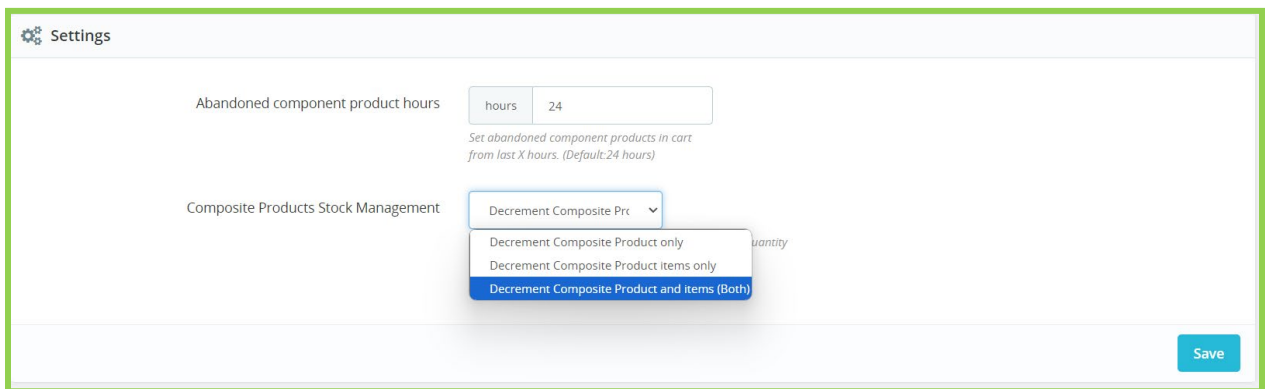 Settings
Abandoned component product hours
hours 24
Set abandoned component products in cart
from last X hours. (Default:24 hours)
Composite Products Stock Management
Decrement Composite Prc
Decrement Composite Product only
Decrement Composite Product items only
Decrement Composite Product and items (Both)
Save